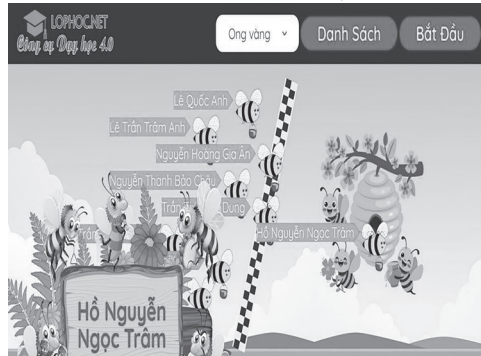 LOPHOC.NET
Công cụ Dạy học 4.0
Ong vàng
Danh Sách
Bắt Đầu
Lê Quốc Anh
Lê Trần Trâm Anh
Nguyễn Hoàng Gia Ân
Nguyễn Thanh Bảo Châu
Trần Dung
Hồ Nguyễn Ngọc Trâm
Trần
Hồ Nguyễn
Ngọc Trâm